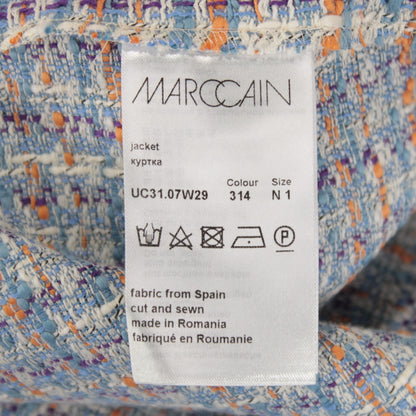 MARCCAIN
jacket
куртка
Colour Size
UC31.07W29 314 N 1
P
fabric from Spain
cut and sewn
made in Romania
fabriqué en Roumanie